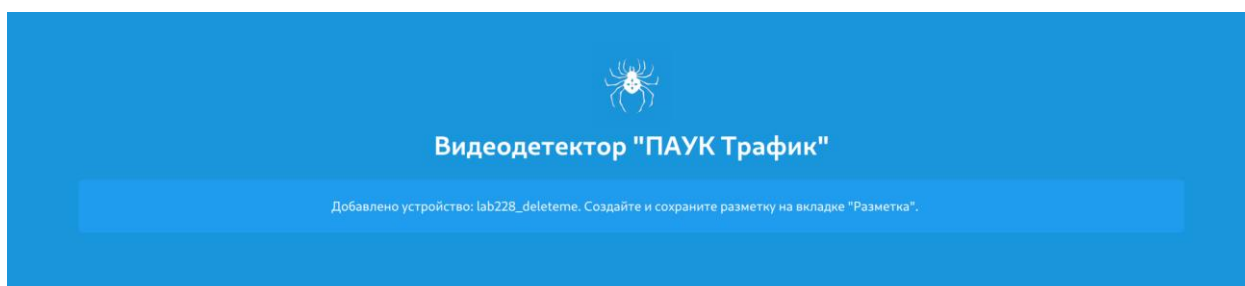 Видеодетектор "ПАУК Трафик"
Добавлено устройство: lab228_deleteme. Создайте и сохраните разметку на вкладке "Разметка".